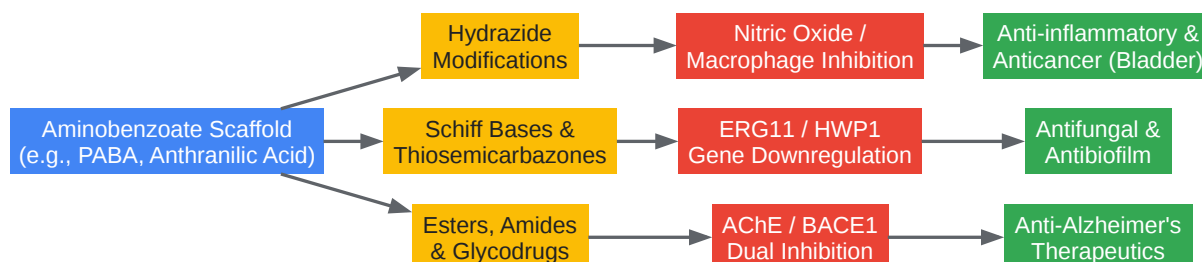 Aminobenzoate Scaffold
(e.g., PABA, Anthranilic Acid)
Hydrazide
Modifications
Nitric Oxide /
Macrophage Inhibition
Anti-inflammatory &
Anticancer (Bladder)
Schiff Bases &
Thiosemicarbazones
ERG11 / HWP1
Gene Downregulation
Antifungal &
Antibiofilm
Esters, Amides
& Glycodrugs
AChE / BACE1
Dual Inhibition
Anti-Alzheimer's
Therapeutics